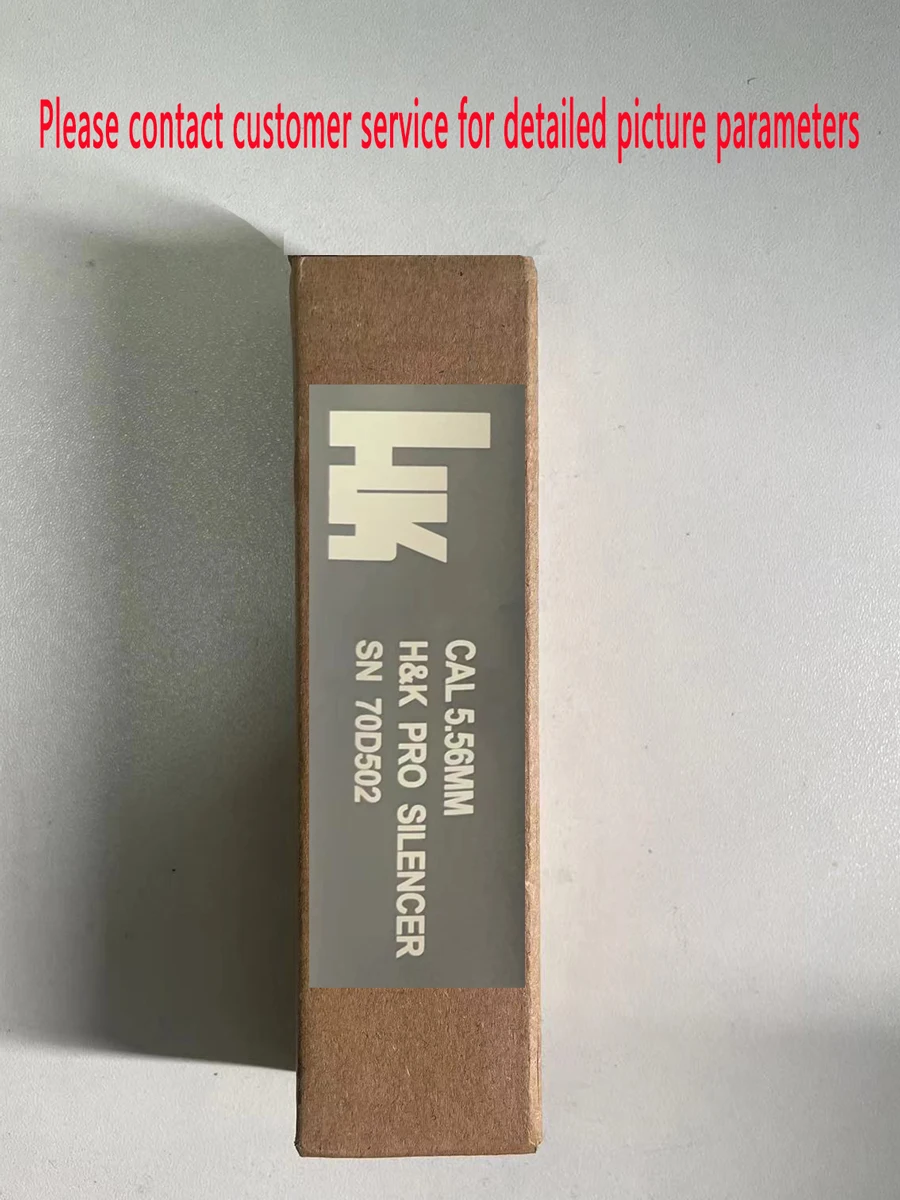 Please contact customer service for detailed picture parameters
HK
CAL 5.56MM
H&K PRO SILENCER
SN 70D502